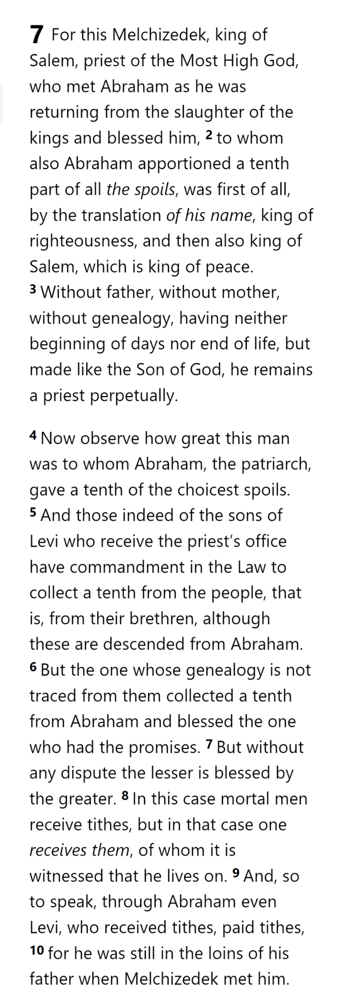 7 For this Melchizedek, king of
Salem, priest of the Most High God,
who met Abraham as he was
returning from the slaughter of the
kings and blessed him, 2 to whom
also Abraham apportioned a tenth
part of all the spoils, was first of all,
by the translation of his name, king of
righteousness, and then also king of
Salem, which is king of peace.
3 Without father, without mother,
without genealogy, having neither
beginning of days nor end of life, but
made like the Son of God, he remains
a priest perpetually.
4 Now observe how great this man
was to whom Abraham, the patriarch,
gave a tenth of the choicest spoils.
5 And those indeed of the sons of
Levi who receive the priest’s office
have commandment in the Law to
collect a tenth from the people, that
is, from their brethren, although
these are descended from Abraham.
6 But the one whose genealogy is not
traced from them collected a tenth
from Abraham and blessed the one
who had the promises. 7 But without
any dispute the lesser is blessed by
the greater. 8 In this case mortal men
receive tithes, but in that case one
receives them, of whom it is
witnessed that he lives on. 9 And, so
to speak, through Abraham even
Levi, who received tithes, paid tithes,
10 for he was still in the loins of his
father when Melchizedek met him.